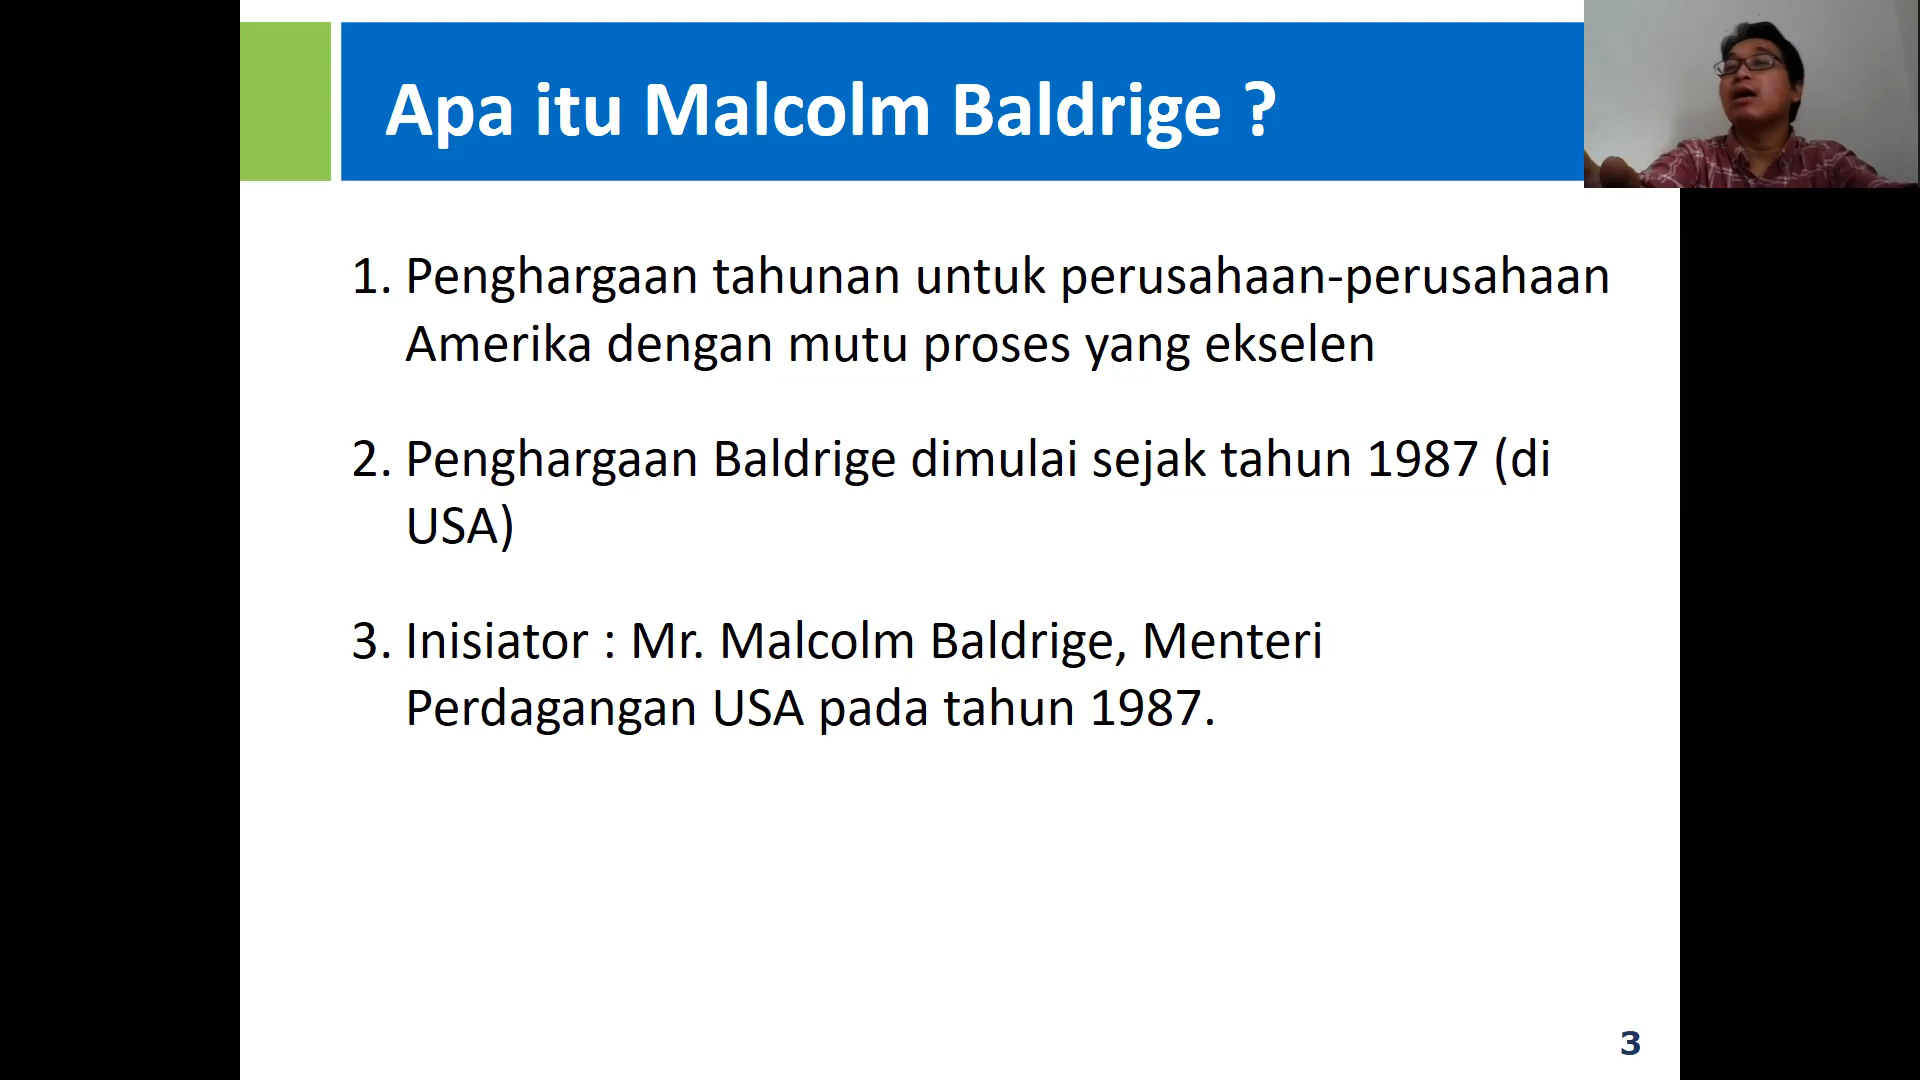 Apa itu Malcolm Baldrige ?
1. Penghargaan tahunan untuk perusahaan-perusahaan
Amerika dengan mutu proses yang ekselen
2. Penghargaan Baldrige dimulai sejak tahun 1987 (di
USA)
3. Inisiator : Mr. Malcolm Baldrige, Menteri
Perdagangan USA pada tahun 1987.
3